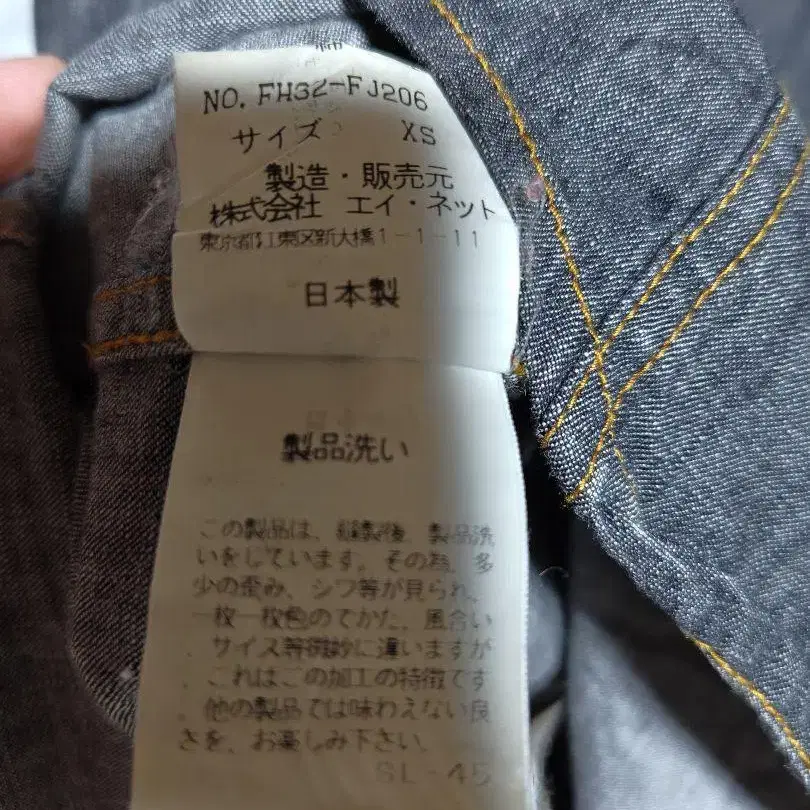 NO. FH32-FJ206
サイズ XS
製造・販売元
株式会社 エイ・ネット
東京都江東区新大橋1-1-11
日本製
製品洗い
この製品は、縫製後、製品洗
いをしています。その為、多
少の歪み、シワ等が見られ、
一枚一枚色のでかた、風合い
、サイズ等微妙に違いますが
、これはこの加工の特徴です
。他の製品では味わえない良
さを、お楽しみ下さい。
SL-45